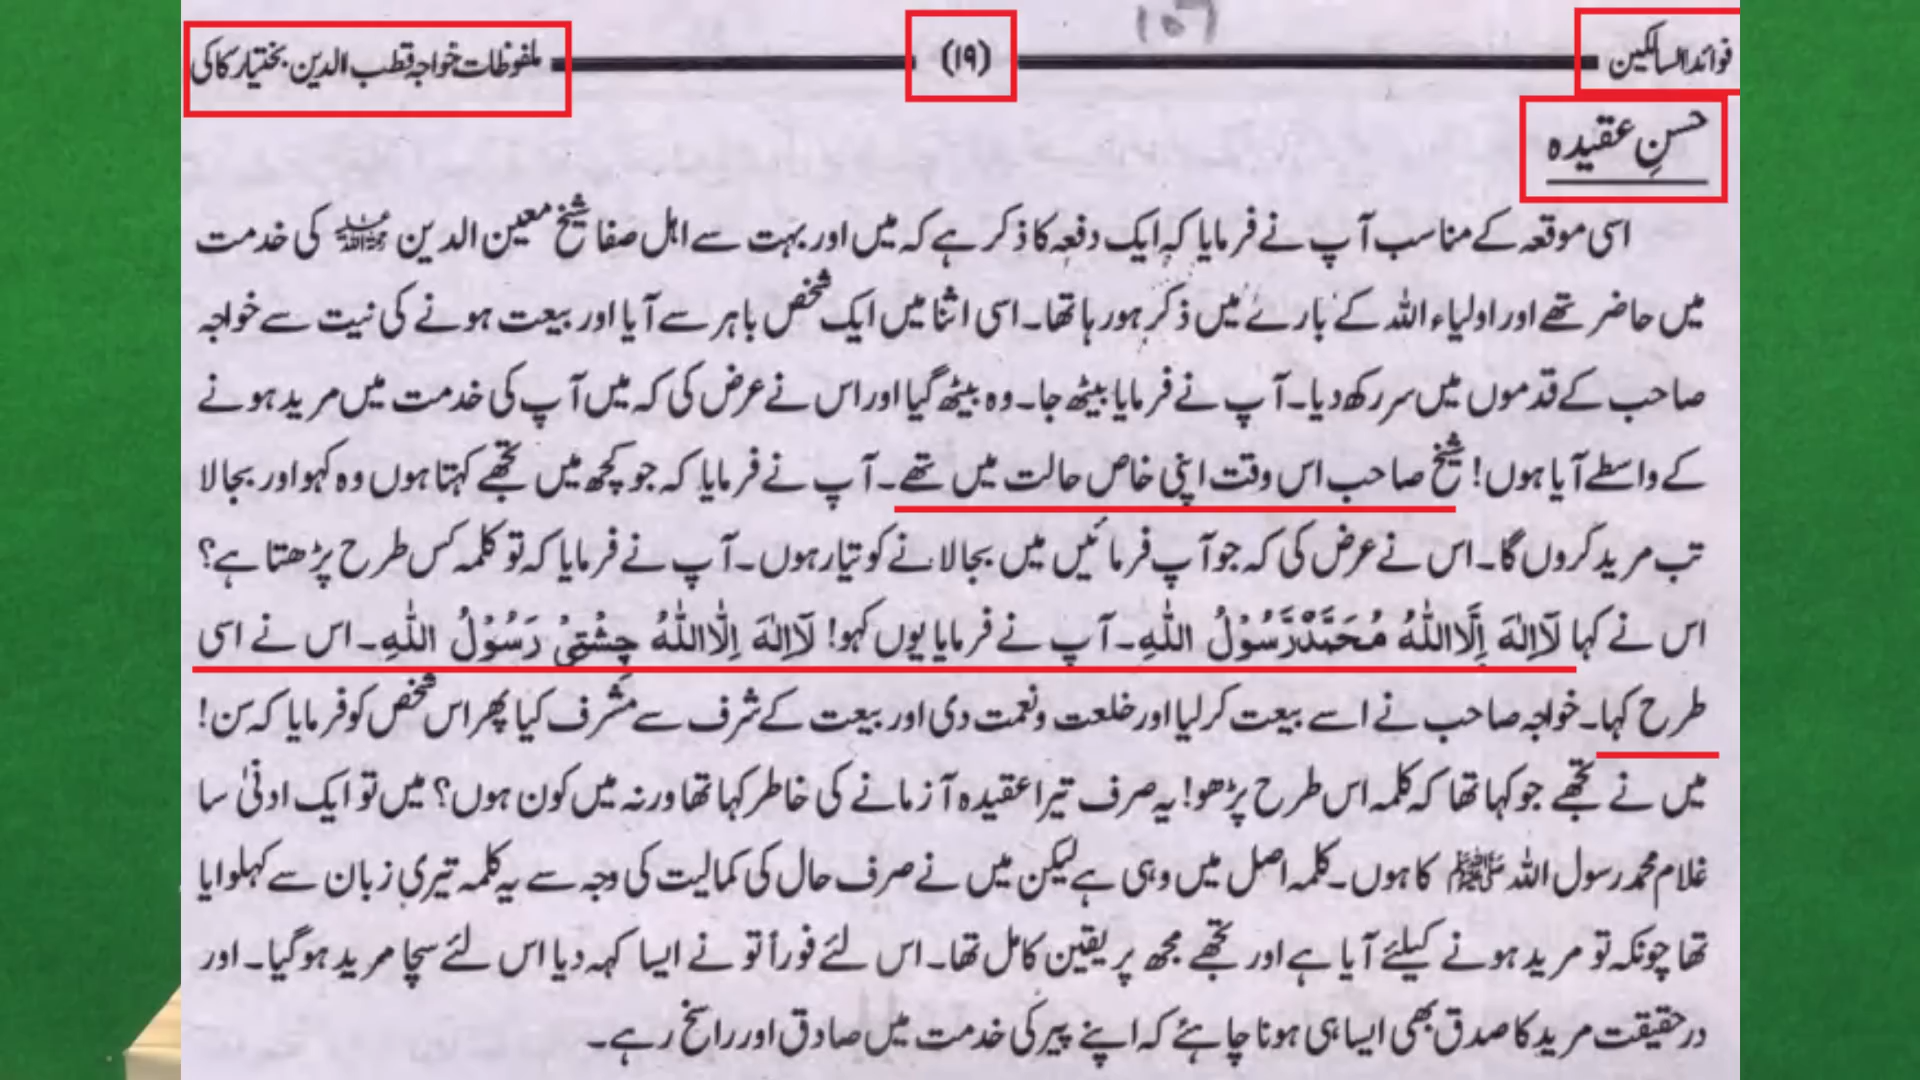 فوائد السالکین
(۱۹)
ملفوظات خواجہ قطب الدین بختیار کاکی
حسنِ عقیدہ
اسی موقعہ کے مناسب آپ نے فرمایا کہ ایک دفعہ کا ذکر ہے کہ میں اور بہت سے اہل صفا شیخ معین الدین کی خدمت
میں حاضر تھے اور اولیاء اللہ کے بارے میں ذکر ہو رہا تھا۔ اسی اثنا میں ایک شخص باہر سے آیا اور بیعت ہونے کی نیت سے خواجہ
صاحب کے قدموں میں سر رکھ دیا۔ آپ نے فرمایا بیٹھ جا۔ وہ بیٹھ گیا اور اس نے عرض کی کہ میں آپ کی خدمت میں مرید ہونے
کے واسطے آیا ہوں! شیخ صاحب اس وقت اپنی خاص حالت میں تھے۔ آپ نے فرمایا کہ جو کچھ میں تجھے کہتا ہوں وہ کہو اور بجا لا
تب مرید کروں گا۔ اس نے عرض کی کہ جو آپ فرمائیں میں بجا لانے کو تیار ہوں۔ آپ نے فرمایا کہ تو کلمہ کس طرح پڑھتا ہے؟
اس نے کہا لَا اِلٰهَ اِلَّا اللّٰهُ مُحَمَّدٌ رَّسُوْلُ اللّٰهِ۔ آپ نے فرمایا یوں کہو! لَا اِلٰهَ اِلَّا اللّٰهُ چِشْتِیْ رَسُوْلُ اللّٰهِ۔ اس نے اسی
طرح کہا۔ خواجہ صاحب نے اسے بیعت کر لیا اور خلعت و نعمت دی اور بیعت کے شرف سے مشرف کیا پھر اس شخص کو فرمایا کہ سن!
میں نے تجھے جو کہا تھا کہ کلمہ اس طرح پڑھو! یہ صرف تیرا عقیدہ آزمانے کی خاطر کہا تھا ورنہ میں کون ہوں؟ میں تو ایک ادنیٰ سا
غلام محمد رسول اللہ ﷺ کا ہوں۔ کلمہ اصل میں وہی ہے لیکن میں نے صرف حال کی کمالیت کی وجہ سے یہ کلمہ تیری زبان سے کہلوایا
تھا چونکہ تو مرید ہونے کیلئے آیا ہے اور تجھے مجھ پر یقین کامل تھا۔ اس لئے فوراً تو نے ایسا کہہ دیا اس لئے سچا مرید ہو گیا۔ اور
درحقیقت مرید کا صدق بھی ایسا ہی ہونا چاہئے کہ اپنے پیر کی خدمت میں صادق اور راسخ رہے۔